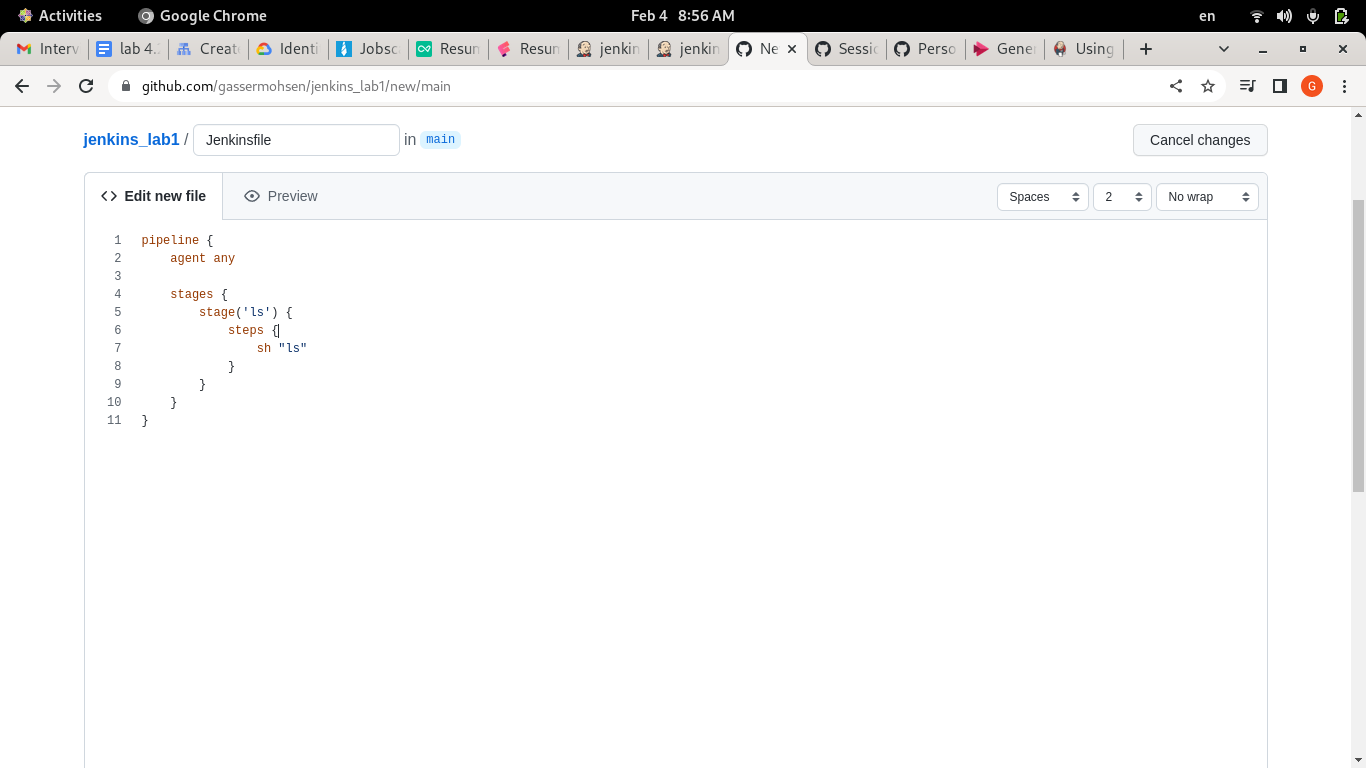 Activities Google Chrome Feb 4 8:56 AM en
Interv lab 4. Create Identi Jobsc Resun Resun jenkin jenkin Ne Sessi Perso Gener Using
github.com/gassermohsen/jenkins_lab1/new/main G
jenkins_lab1 / Jenkinsfile in main Cancel changes
<> Edit new file Preview Spaces 2 No wrap
1 pipeline {
2     agent any
3
4     stages {
5         stage('ls') {
6             steps {
7                 sh "ls"
8             }
9         }
10     }
11 }